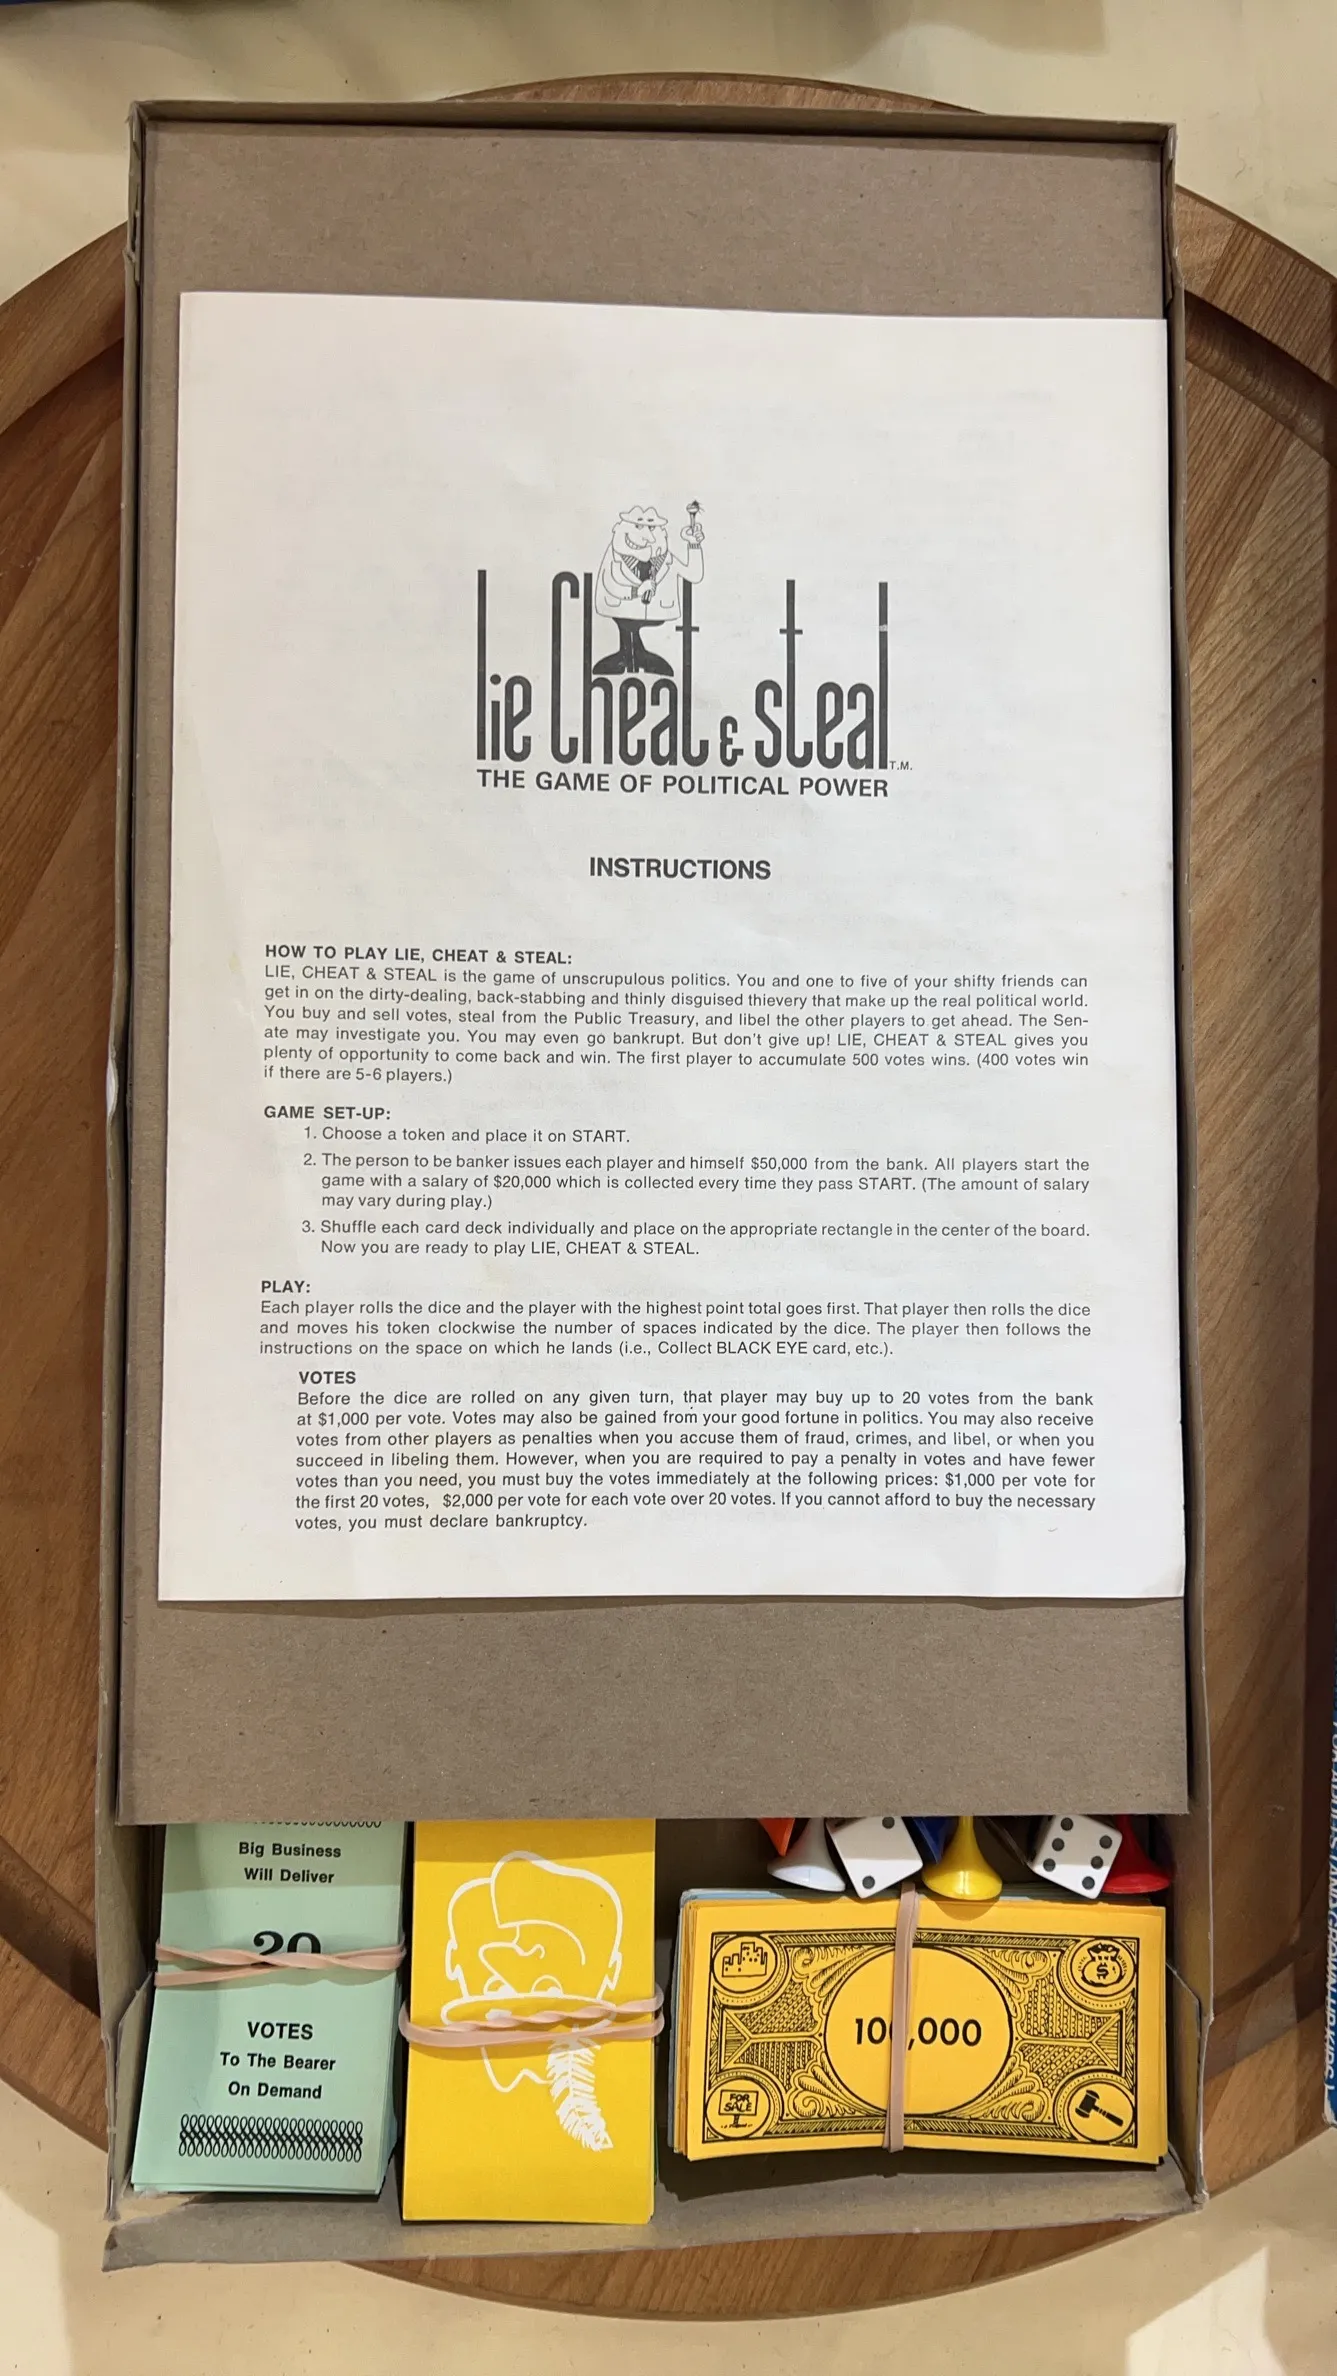 lie Cheat & steal T.M.
THE GAME OF POLITICAL POWER
INSTRUCTIONS
HOW TO PLAY LIE, CHEAT & STEAL:
LIE, CHEAT & STEAL is the game of unscrupulous politics. You and one to five of your shifty friends can
get in on the dirty-dealing, back-stabbing and thinly disguised thievery that make up the real political world.
You buy and sell votes, steal from the Public Treasury, and libel the other players to get ahead. The Sen-
ate may investigate you. You may even go bankrupt. But don't give up! LIE, CHEAT & STEAL gives you
plenty of opportunity to come back and win. The first player to accumulate 500 votes wins. (400 votes win
if there are 5-6 players.)
GAME SET-UP:
1. Choose a token and place it on START.
2. The person to be banker issues each player and himself $50,000 from the bank. All players start the
game with a salary of $20,000 which is collected every time they pass START. (The amount of salary
may vary during play.)
3. Shuffle each card deck individually and place on the appropriate rectangle in the center of the board.
Now you are ready to play LIE, CHEAT & STEAL.
PLAY:
Each player rolls the dice and the player with the highest point total goes first. That player then rolls the dice
and moves his token clockwise the number of spaces indicated by the dice. The player then follows the
instructions on the space on which he lands (i.e., Collect BLACK EYE card, etc.).
VOTES
Before the dice are rolled on any given turn, that player may buy up to 20 votes from the bank
at $1,000 per vote. Votes may also be gained from your good fortune in politics. You may also receive
votes from other players as penalties when you accuse them of fraud, crimes, and libel, or when you
succeed in libeling them. However, when you are required to pay a penalty in votes and have fewer
votes than you need, you must buy the votes immediately at the following prices: $1,000 per vote for
the first 20 votes, $2,000 per vote for each vote over 20 votes. If you cannot afford to buy the necessary
votes, you must declare bankruptcy.
Big Business
Will Deliver
20
VOTES
To The Bearer
On Demand
$
100,000
FOR
SALE